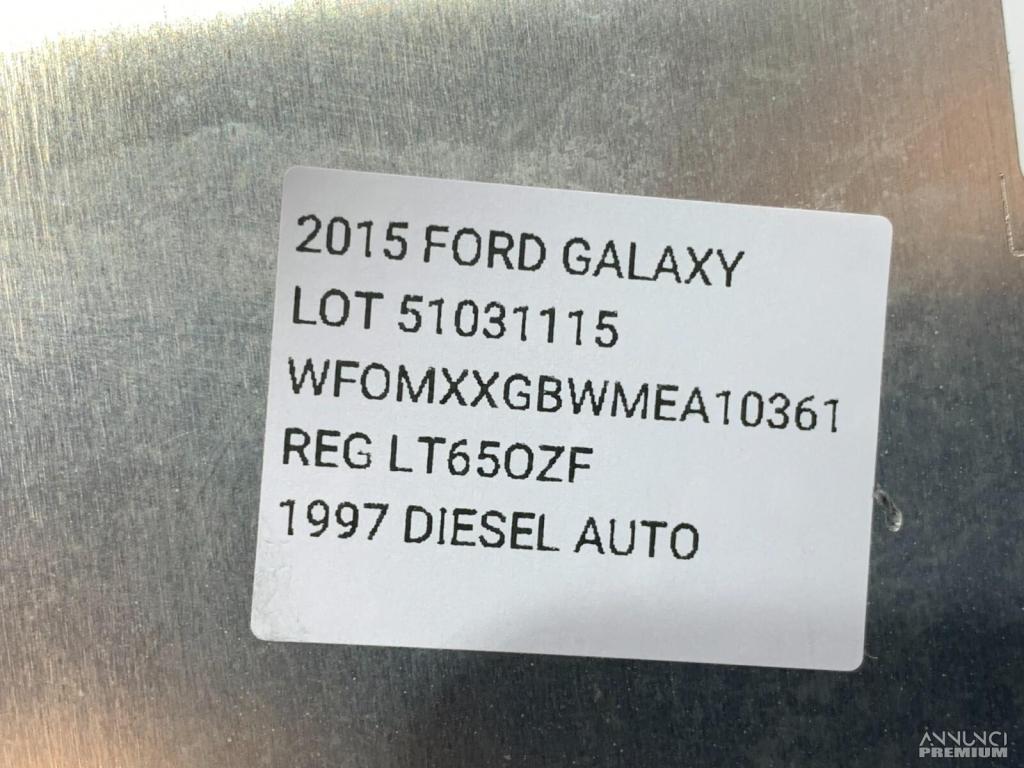 2015 FORD GALAXY
LOT 51031115
WFOMXXGBWMEA10361
REG LT65OZF
1997 DIESEL AUTO
ANNUNCI
PREMIUM